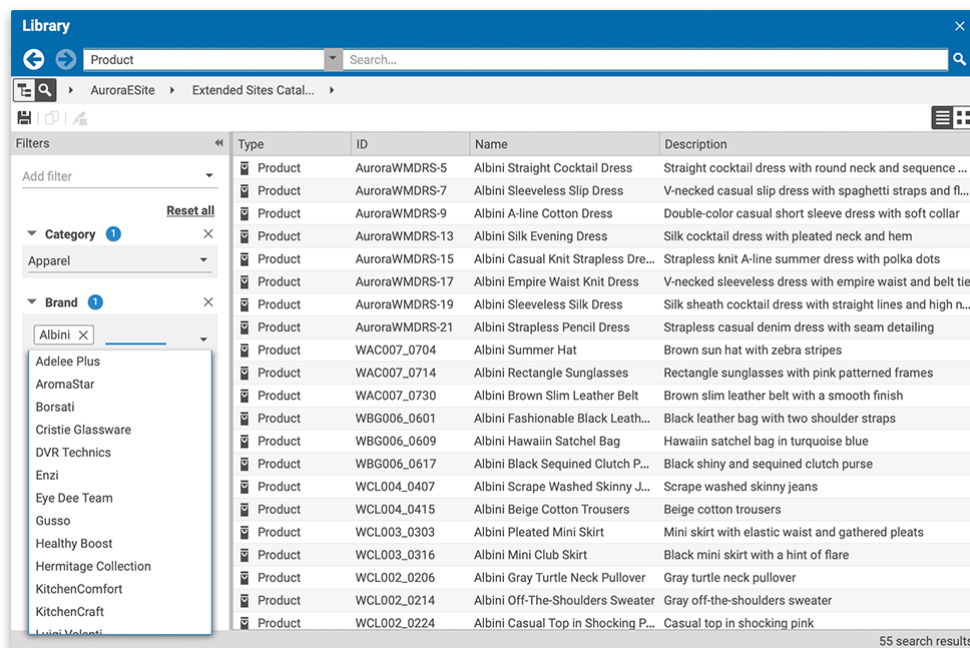 Library
Product Search...
AuroraESite Extended Sites Catal...
Filters
Add filter
Reset all
Category 1
Apparel
Brand 1
Albini
Adelee Plus
AromaStar
Borsati
Cristie Glassware
DVR Technics
Enzi
Eye Dee Team
Gusso
Healthy Boost
Hermitage Collection
KitchenComfort
KitchenCraft
Luigi Valenti
Type ID Name Description
Product AuroraWMDRS-5 Albini Straight Cocktail Dress Straight cocktail dress with round neck and sequence ...
Product AuroraWMDRS-7 Albini Sleeveless Slip Dress V-necked casual slip dress with spaghetti straps and fl...
Product AuroraWMDRS-9 Albini A-line Cotton Dress Double-color casual short sleeve dress with soft collar
Product AuroraWMDRS-13 Albini Silk Evening Dress Silk cocktail dress with pleated neck and hem
Product AuroraWMDRS-15 Albini Casual Knit Strapless Dre... Strapless knit A-line summer dress with polka dots
Product AuroraWMDRS-17 Albini Empire Waist Knit Dress V-necked sleeveless dress with empire waist and belt tie
Product AuroraWMDRS-19 Albini Sleeveless Silk Dress Silk sheath cocktail dress with straight lines and high n...
Product AuroraWMDRS-21 Albini Strapless Pencil Dress Strapless casual denim dress with seam detailing
Product WAC007_0704 Albini Summer Hat Brown sun hat with zebra stripes
Product WAC007_0714 Albini Rectangle Sunglasses Rectangle sunglasses with pink patterned frames
Product WAC007_0730 Albini Brown Slim Leather Belt Brown slim leather belt with a smooth finish
Product WBG006_0601 Albini Fashionable Black Leath... Black leather bag with two shoulder straps
Product WBG006_0609 Albini Hawaiin Satchel Bag Hawaiin satchel bag in turquoise blue
Product WBG006_0617 Albini Black Sequined Clutch P... Black shiny and sequined clutch purse
Product WCL004_0407 Albini Scrape Washed Skinny J... Scrape washed skinny jeans
Product WCL004_0415 Albini Beige Cotton Trousers Beige cotton trousers
Product WCL003_0303 Albini Pleated Mini Skirt Mini skirt with elastic waist and gathered pleats
Product WCL003_0316 Albini Mini Club Skirt Black mini skirt with a hint of flare
Product WCL002_0206 Albini Gray Turtle Neck Pullover Gray turtle neck pullover
Product WCL002_0214 Albini Off-The-Shoulders Sweater Gray off-the-shoulders sweater
Product WCL002_0224 Albini Casual Top in Shocking P... Casual top in shocking pink
55 search results